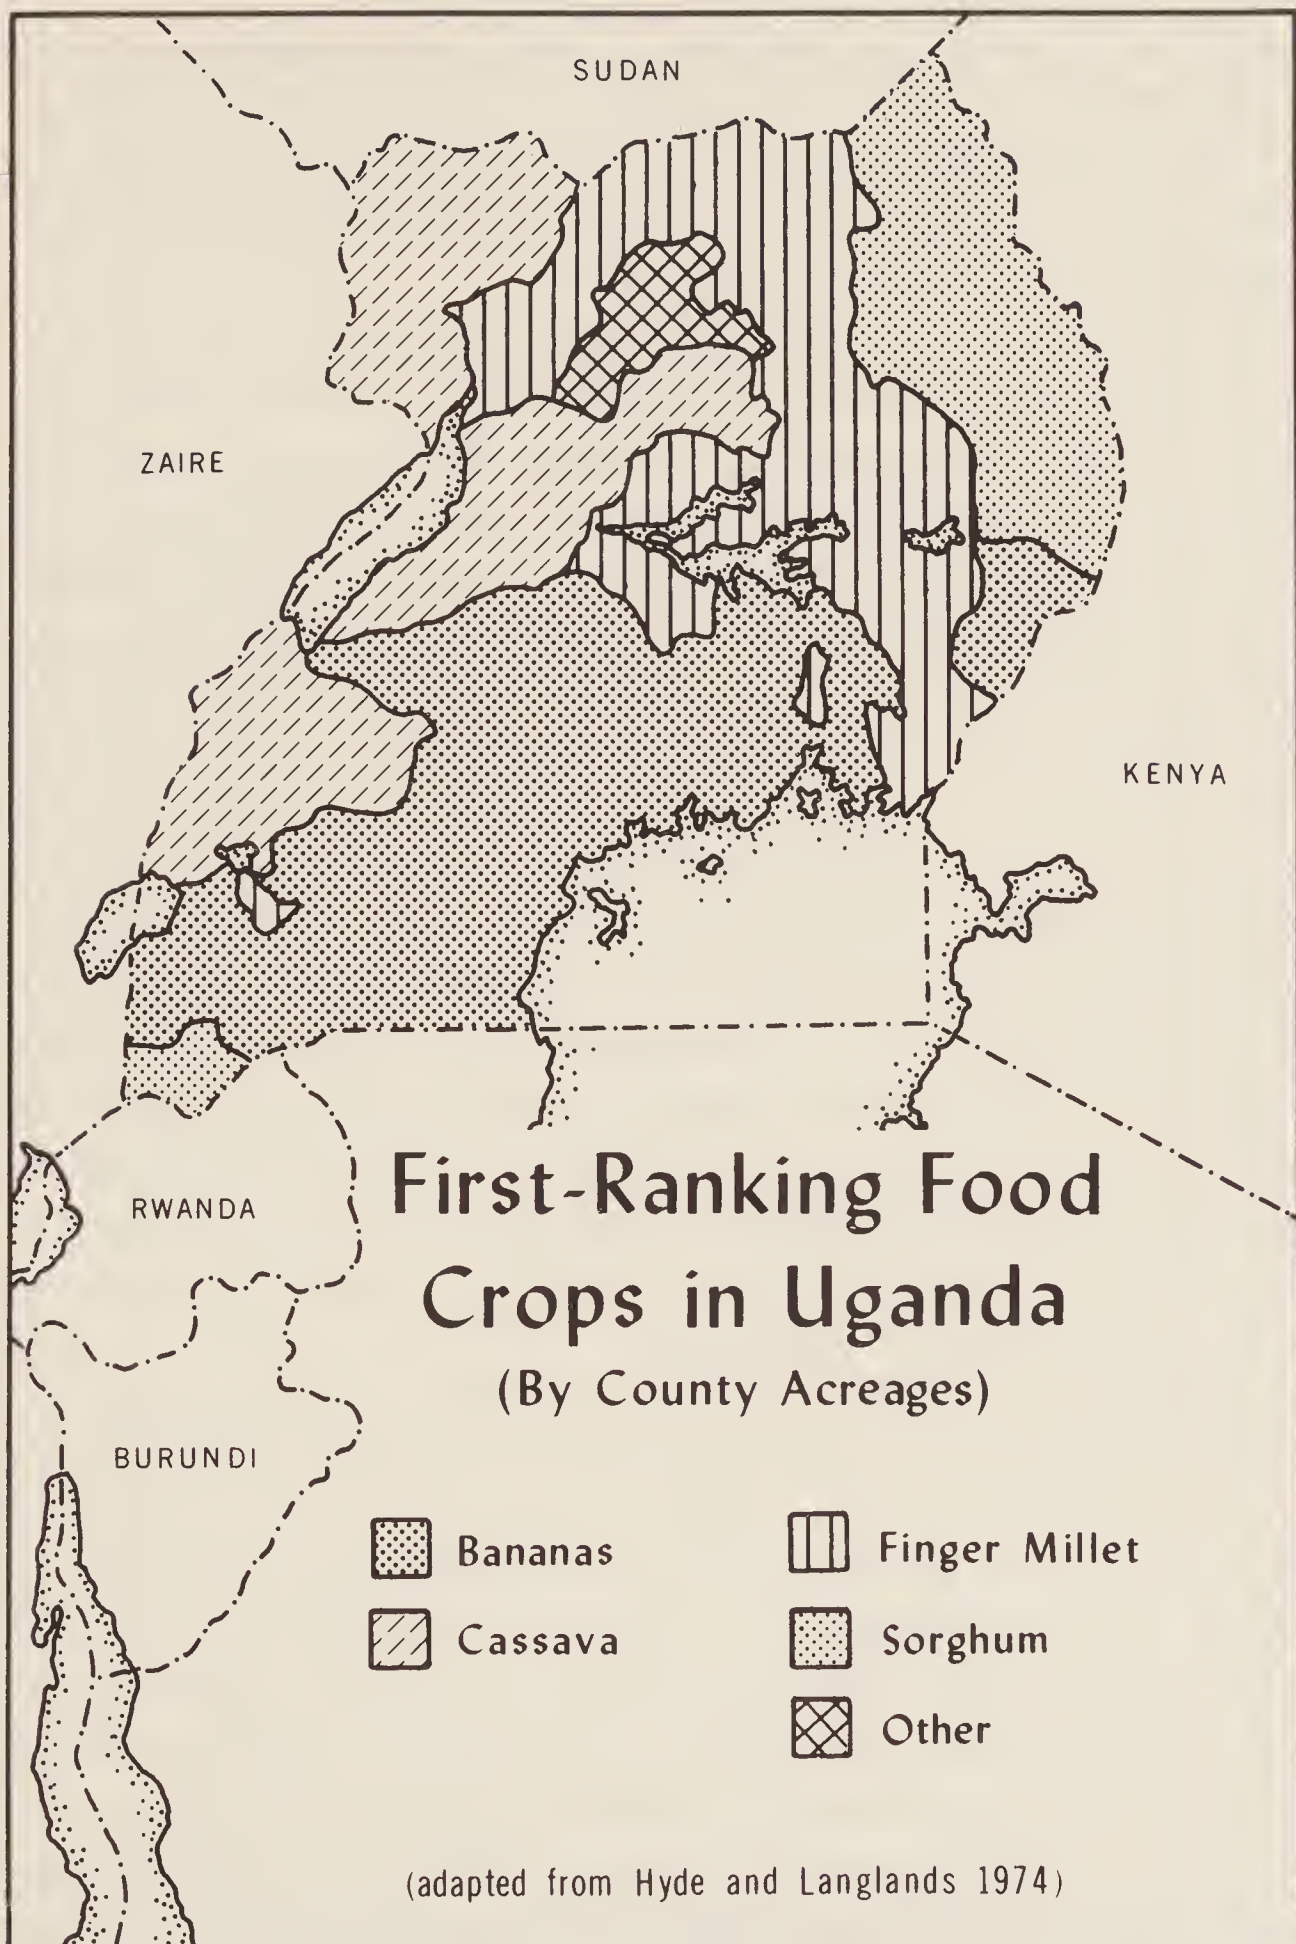 SUDAN
ZAIRE
KENYA
RWANDA
BURUNDI
First-Ranking Food
Crops in Uganda
(By County Acreages)
Bananas
Cassava
Finger Millet
Sorghum
Other
(adapted from Hyde and Langlands 1974)